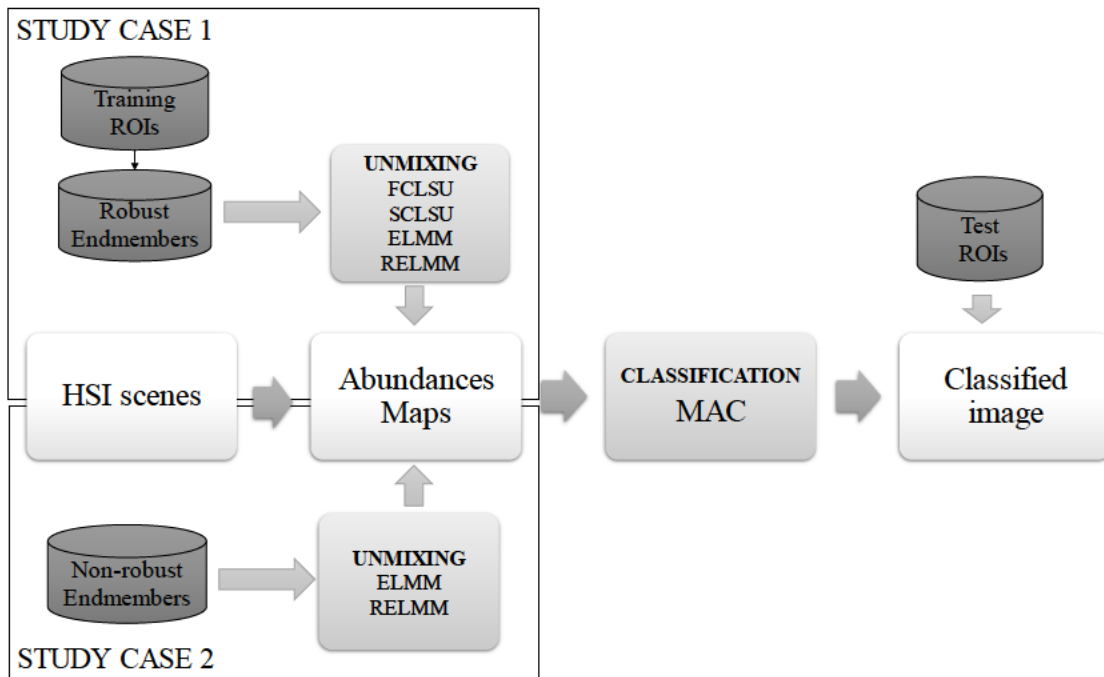 STUDY CASE 1
Training
ROIs
Robust
Endmembers
UNMIXING
FCLSU
SCLSU
ELMM
RELMM
Test
ROIs
HSI scenes
Abundances
Maps
CLASSIFICATION
MAC
Classified
image
Non-robust
Endmembers
UNMIXING
ELMM
RELMM
STUDY CASE 2